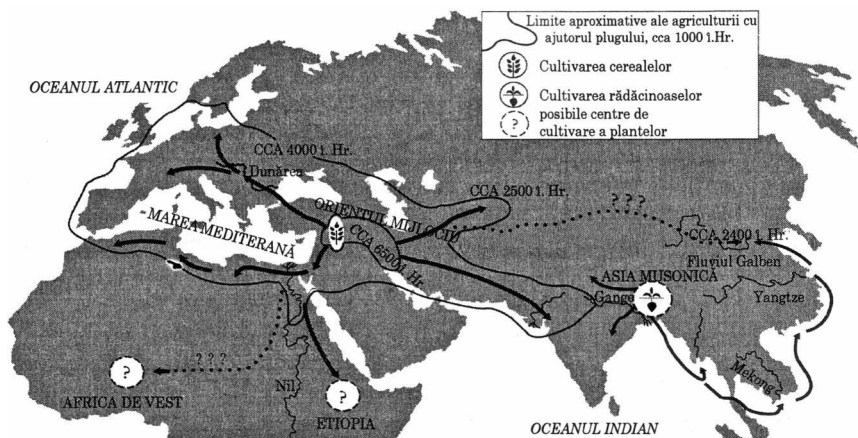 Limite aproximative ale agriculturii cu
ajutorul plugului, cca 1000 î.Hr.
Cultivarea cerealelor
Cultivarea rădăcinoaselor
?
posibile centre de
cultivare a plantelor
OCEANUL ATLANTIC
CCA 4000 î. Hr.
Dunărea
CCA 2500 î. Hr.
ORIENTUL MIJLOCIU
MAREA MEDITERANĂ
CCA 6500 î. Hr.
? ? ?
CCA 2400 î. Hr.
Fluviul Galben
ASIA MUSONICĂ
Gange
Yangtze
Mekong
? ? ?
?
AFRICA DE VEST
Nil
?
ETIOPIA
OCEANUL INDIAN